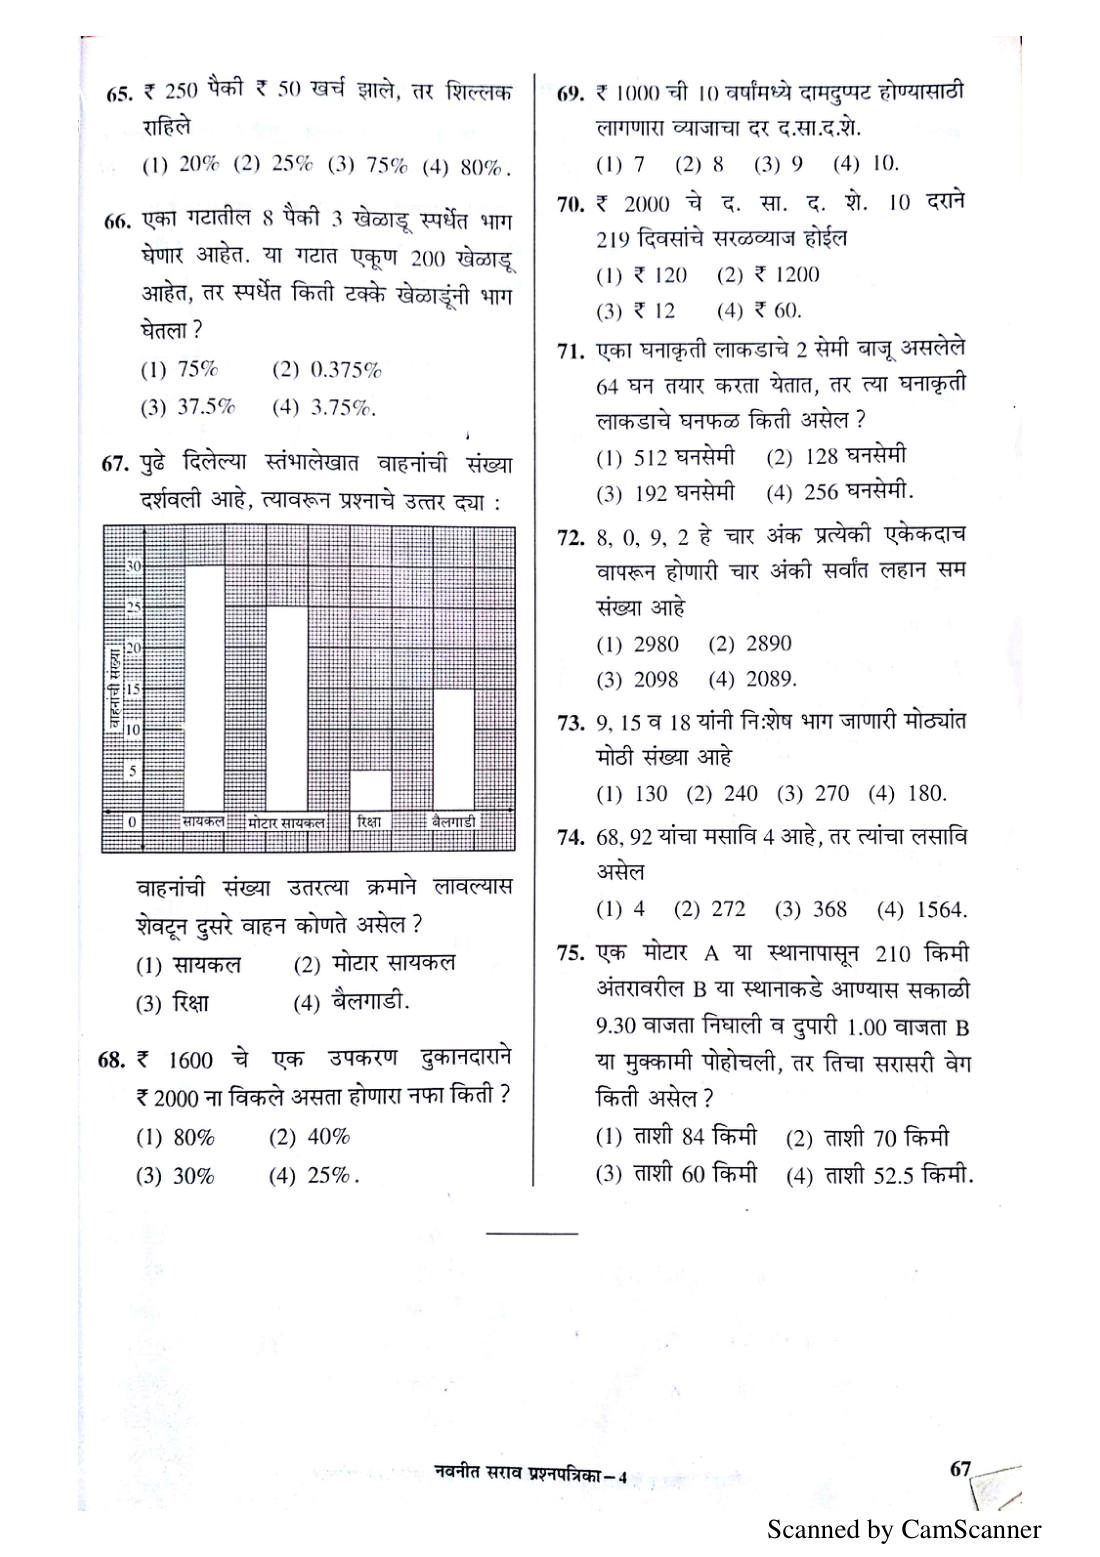 65. ₹ 250 पैकी ₹ 50 खर्च झाले, तर शिल्लक
राहिले
(1) 20% (2) 25% (3) 75% (4) 80%.
66. एका गटातील 8 पैकी 3 खेळाडू स्पर्धेत भाग
घेणार आहेत. या गटात एकूण 200 खेळाडू
आहेत, तर स्पर्धेत किती टक्के खेळाडूंनी भाग
घेतला ?
(1) 75% (2) 0.375%
(3) 37.5% (4) 3.75%.
67. पुढे दिलेल्या स्तंभालेखात वाहनांची संख्या
दर्शवली आहे, त्यावरून प्रश्नाचे उत्तर द्या :
वाहनांची संख्या
30
25
20
15
10
5
0 सायकल मोटार सायकल रिक्षा बैलगाडी
वाहनांची संख्या उतरत्या क्रमाने लावल्यास
शेवटून दुसरे वाहन कोणते असेल ?
(1) सायकल (2) मोटार सायकल
(3) रिक्षा (4) बैलगाडी.
68. ₹ 1600 चे एक उपकरण दुकानदाराने
₹ 2000 ना विकले असता होणारा नफा किती ?
(1) 80% (2) 40%
(3) 30% (4) 25%.
69. ₹ 1000 ची 10 वर्षांमध्ये दामदुप्पट होण्यासाठी
लागणारा व्याजाचा दर द.सा.द.शे.
(1) 7 (2) 8 (3) 9 (4) 10.
70. ₹ 2000 चे द. सा. द. शे. 10 दराने
219 दिवसांचे सरळव्याज होईल
(1) ₹ 120 (2) ₹ 1200
(3) ₹ 12 (4) ₹ 60.
71. एका घनाकृती लाकडाचे 2 सेमी बाजू असलेले
64 घन तयार करता येतात, तर त्या घनाकृती
लाकडाचे घनफळ किती असेल ?
(1) 512 घनसेमी (2) 128 घनसेमी
(3) 192 घनसेमी (4) 256 घनसेमी.
72. 8, 0, 9, 2 हे चार अंक प्रत्येकी एकेकदाच
वापरून होणारी चार अंकी सर्वांत लहान सम
संख्या आहे
(1) 2980 (2) 2890
(3) 2098 (4) 2089.
73. 9, 15 व 18 यांनी नि:शेष भाग जाणारी मोठ्यांत
मोठी संख्या आहे
(1) 130 (2) 240 (3) 270 (4) 180.
74. 68, 92 यांचा मसावि 4 आहे, तर त्यांचा लसावि
असेल
(1) 4 (2) 272 (3) 368 (4) 1564.
75. एक मोटार A या स्थानापासून 210 किमी
अंतरावरील B या स्थानाकडे आण्यास सकाळी
9.30 वाजता निघाली व दुपारी 1.00 वाजता B
या मुक्कामी पोहोचली, तर तिचा सरासरी वेग
किती असेल ?
(1) ताशी 84 किमी (2) ताशी 70 किमी
(3) ताशी 60 किमी (4) ताशी 52.5 किमी.
नवनीत सराव प्रश्नपत्रिका – 4
67
Scanned by CamScanner